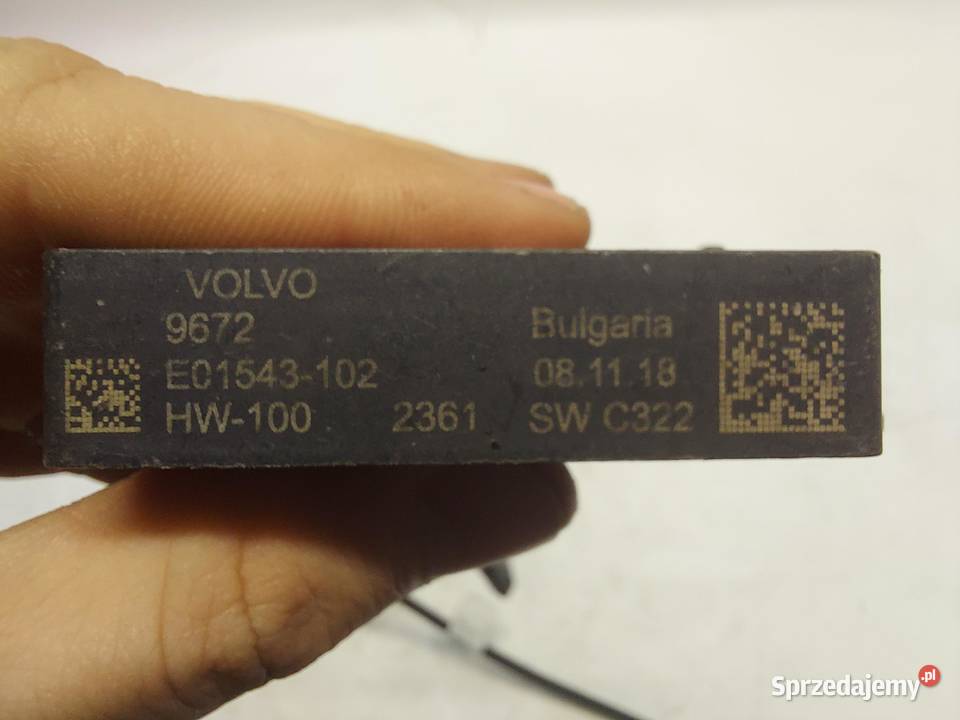 VOLVO
9672
E01543-102
HW-100 2361
Bulgaria
08.11.18
SW C322
Sprzedajemy.pl